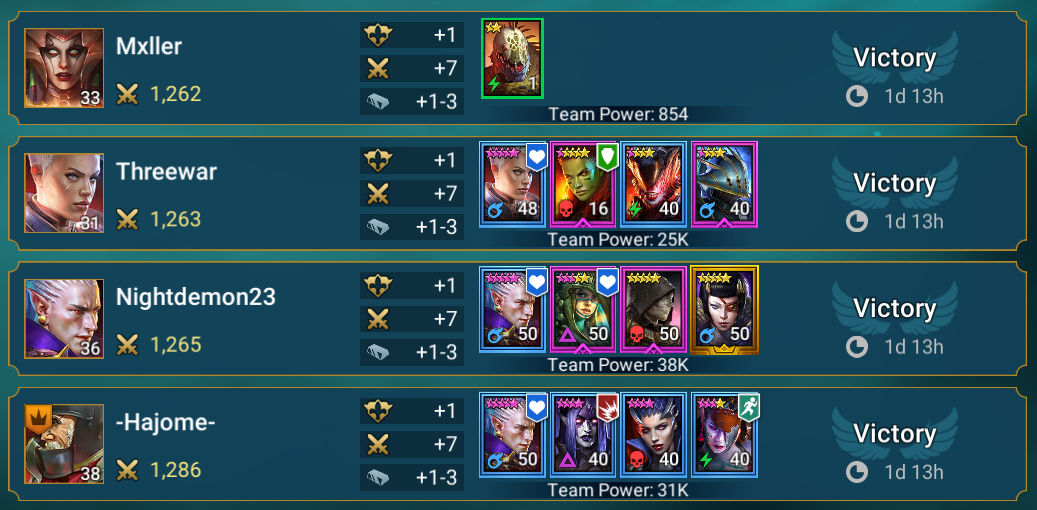 Mxller
33
1,262
+1
+7
+1-3
1
Team Power: 854
Victory
1d 13h
Threewar
31
1,263
+1
+7
+1-3
48
16
40
40
Team Power: 25K
Victory
1d 13h
Nightdemon23
36
1,265
+1
+7
+1-3
50
50
50
50
Team Power: 38K
Victory
1d 13h
-Hajome-
38
1,286
+1
+7
+1-3
50
40
40
40
Team Power: 31K
Victory
1d 13h